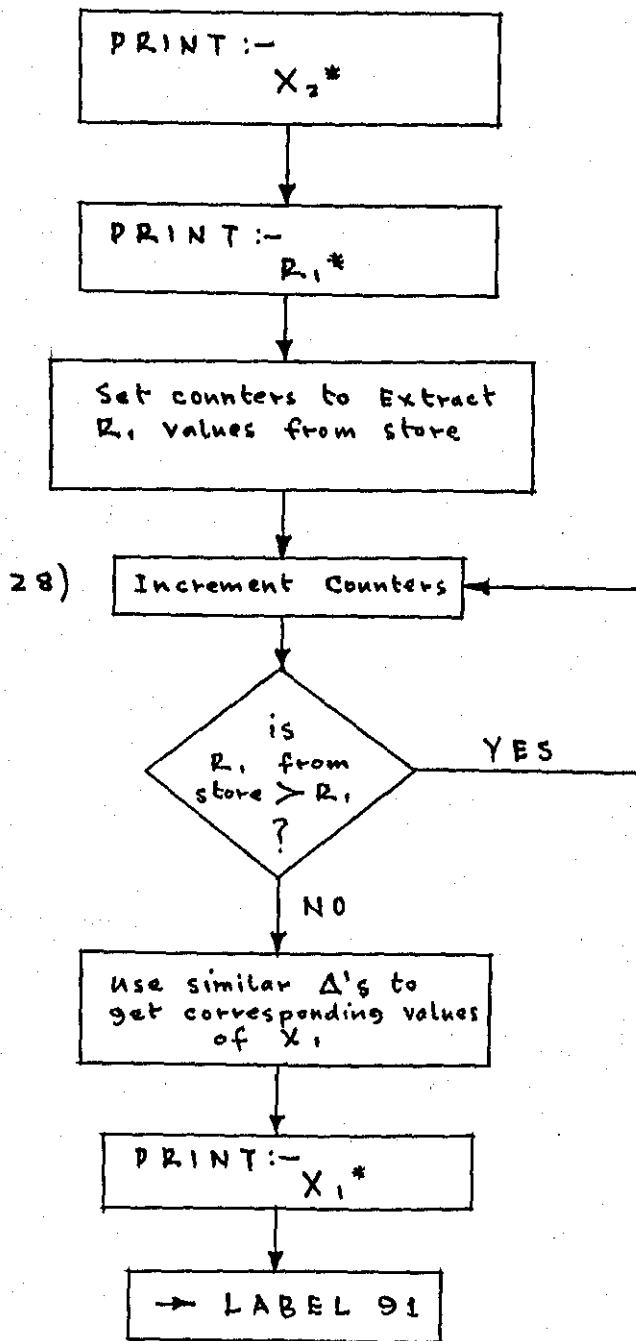 PRINT :-
X₂*
PRINT :-
R₁*
Set counters to Extract
R₁ values from store
28)
Increment Counters
is
R₁ from
store > R₁
?
YES
NO
Use similar Δ's to
get corresponding values
of X₁
PRINT :-
X₁*
→ LABEL 91